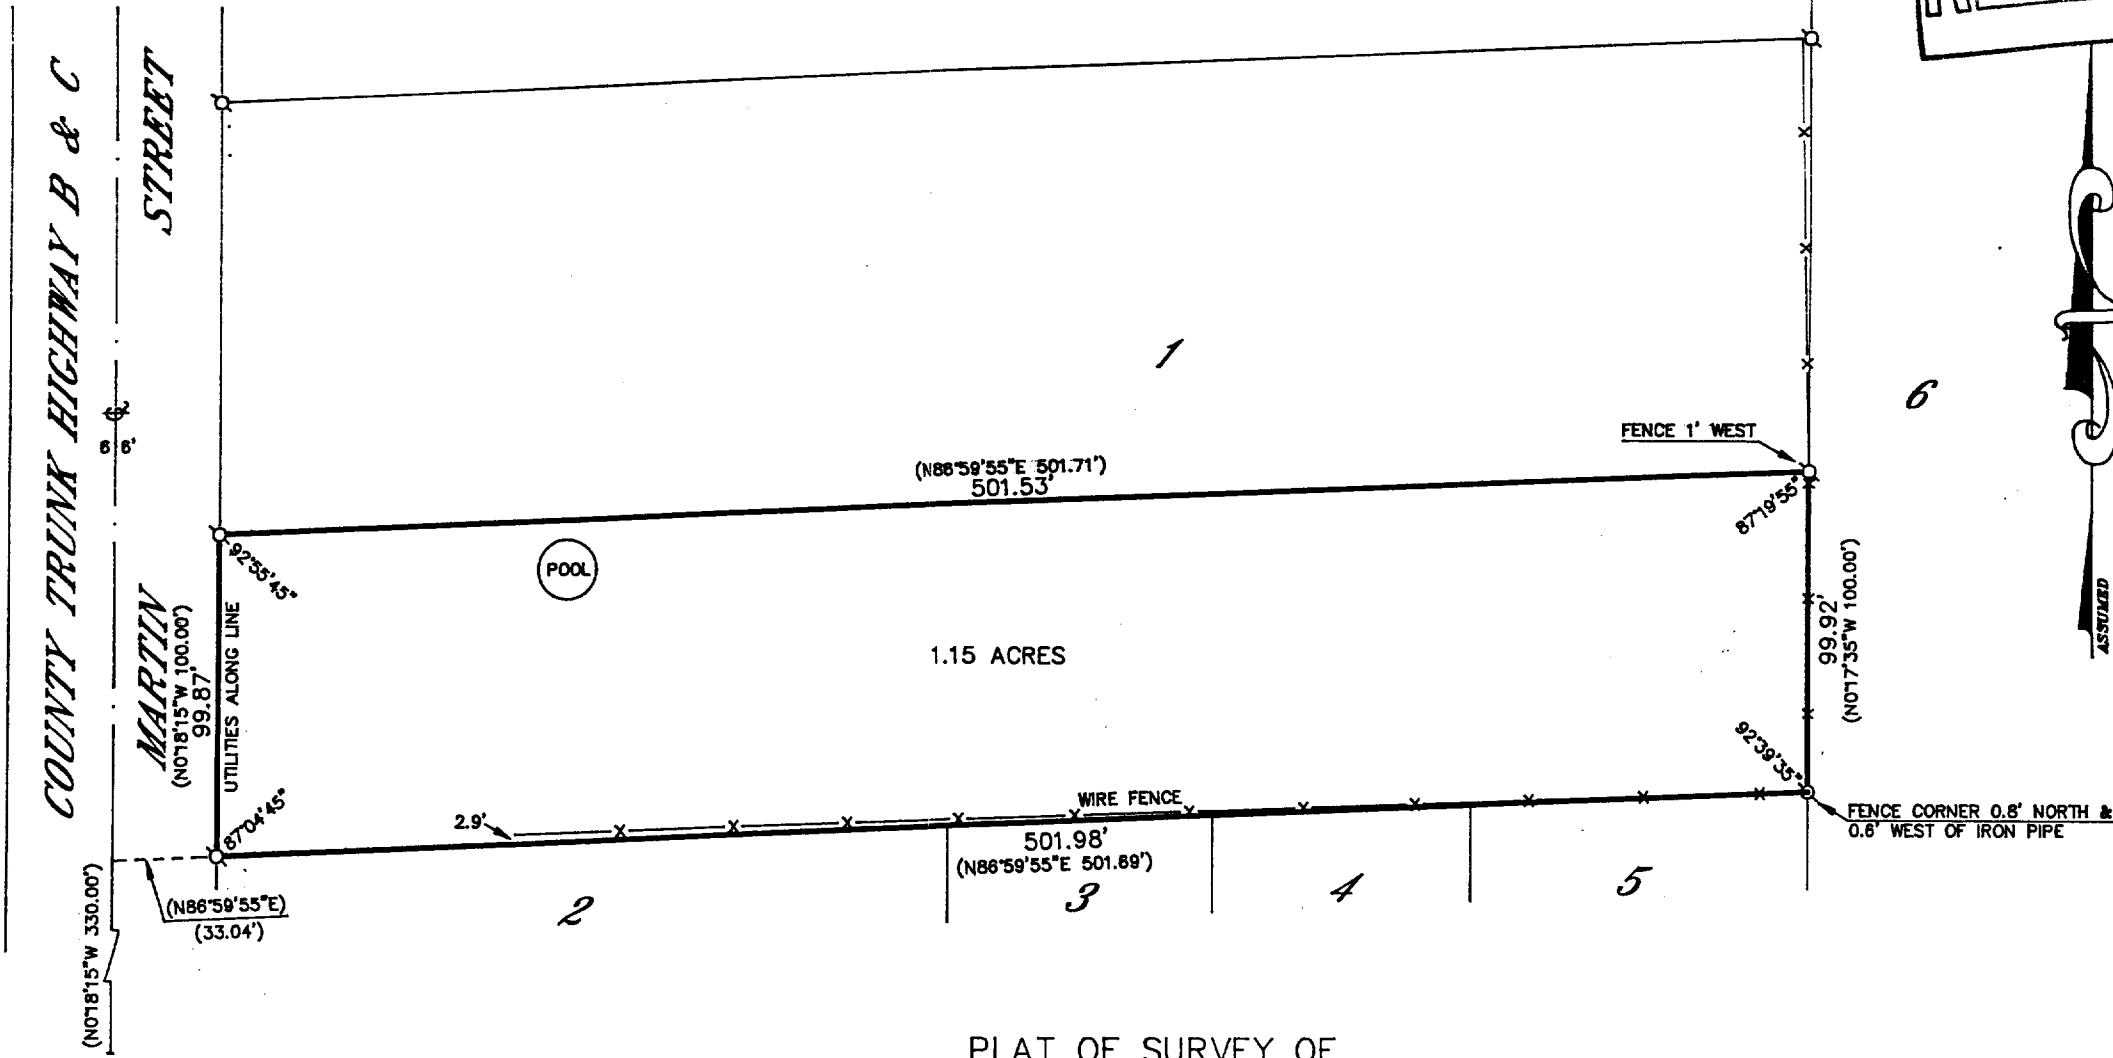 COUNTY TRUNK HIGHWAY B & C
STREET
66'
1
6
FENCE 1' WEST
(N86°59'55"E 501.71')
501.53'
87°19'55"
92°55'45"
POOL
MARTIN
(N0°18'15"W 100.00')
99.87'
UTILITIES ALONG LINE
1.15 ACRES
99.92'
(N0°17'35"W 100.00')
ASSUMED
92°39'35"
87°04'45"
2.9'
WIRE FENCE
501.98'
(N86°59'55"E 501.89')
FENCE CORNER 0.8' NORTH &
0.6' WEST OF IRON PIPE
(N86°59'55"E)
(33.04')
2
3
4
5
(N0°18'15"W 330.00')
PLAT OF SURVEY OF